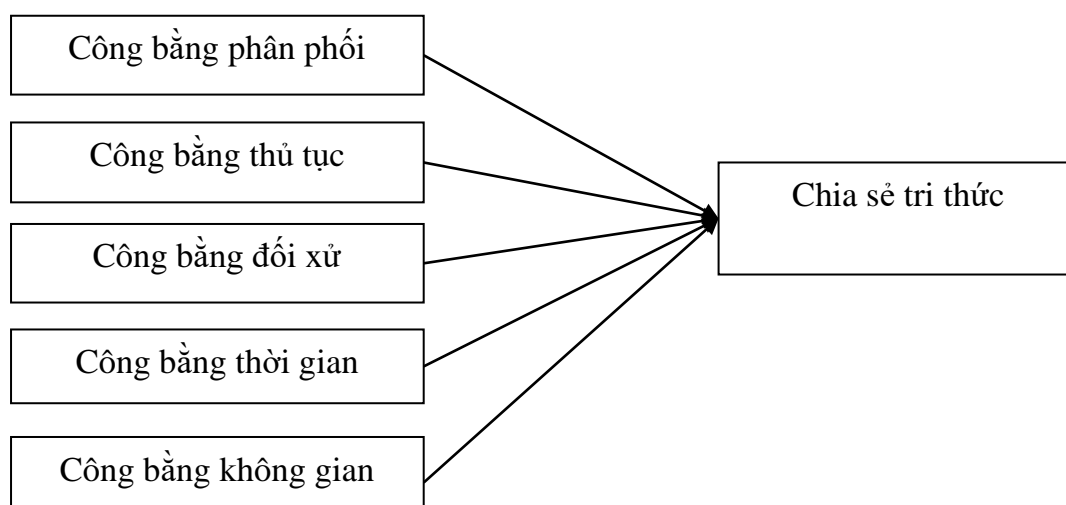 Công bằng phân phối
Công bằng thủ tục
Công bằng đối xử
Công bằng thời gian
Công bằng không gian
Chia sẻ tri thức